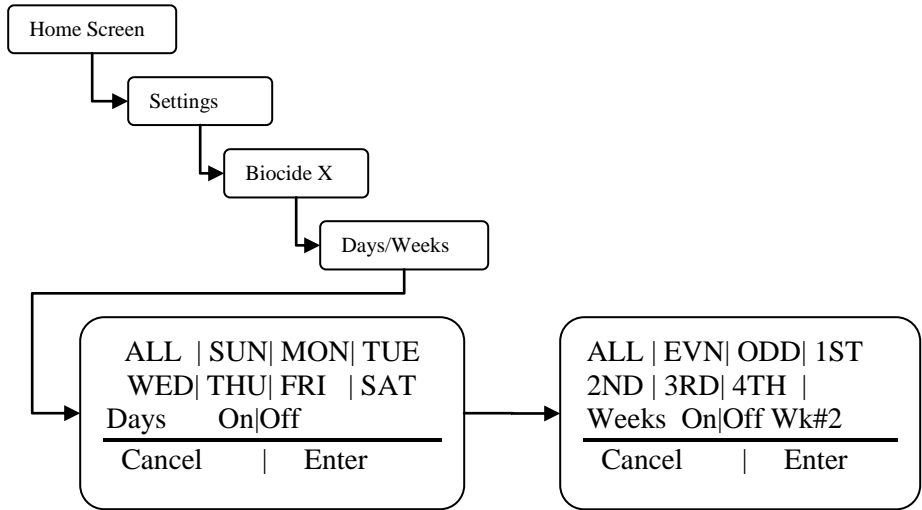 Home Screen
Settings
Biocide X
Days/Weeks
ALL | SUN| MON| TUE
WED| THU| FRI | SAT
Days On|Off
Cancel | Enter
ALL | EVN| ODD| 1ST
2ND | 3RD| 4TH |
Weeks On|Off Wk#2
Cancel | Enter